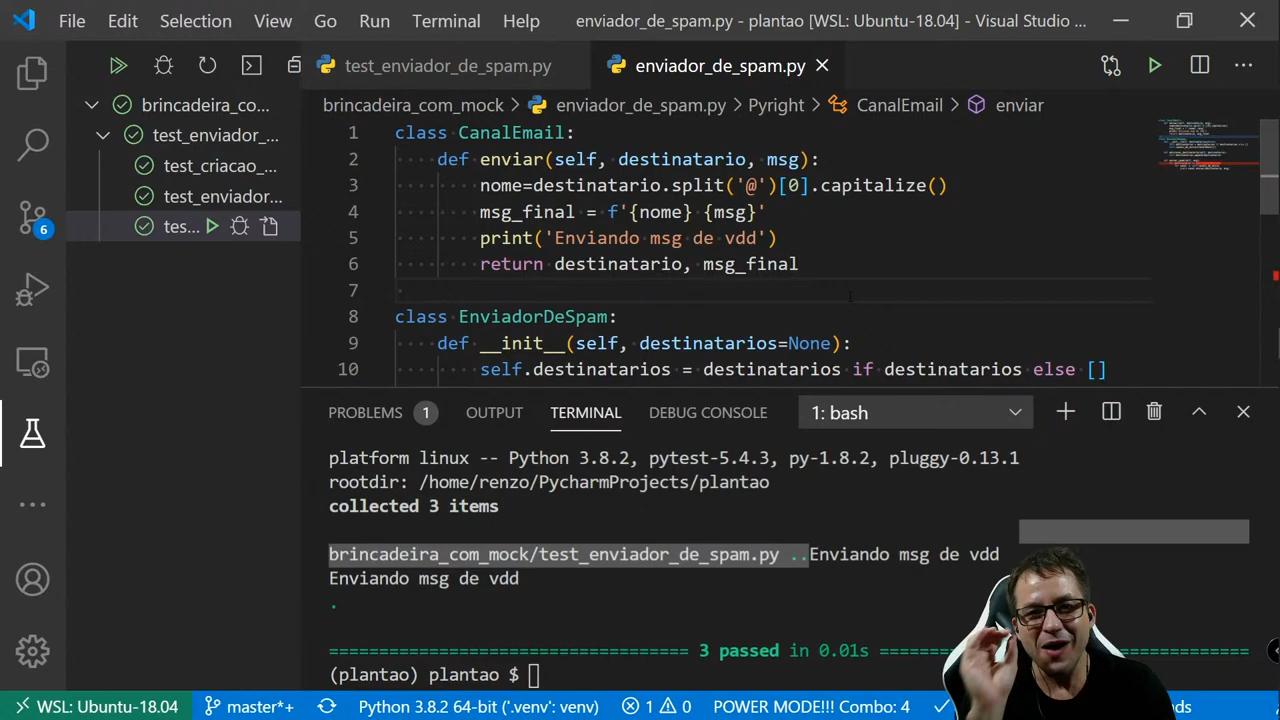 File Edit Selection View Go Run Terminal Help enviador_de_spam.py - plantao [WSL: Ubuntu-18.04] - Visual Studio ...
test_enviador_de_spam.py enviador_de_spam.py
brincadeira_com_mock > enviador_de_spam.py > Pyright > CanalEmail > enviar
brincadeira_co...
test_enviador_...
test_criacao_...
test_enviador...
tes...
6
1 class CanalEmail:
2 def enviar(self, destinatario, msg):
3 nome=destinatario.split('@')[0].capitalize()
4 msg_final = f'{nome} {msg}'
5 print('Enviando msg de vdd')
6 return destinatario, msg_final
7
8 class EnviadorDeSpam:
9 def __init__(self, destinatarios=None):
10 self.destinatarios = destinatarios if destinatarios else []
PROBLEMS 1 OUTPUT TERMINAL DEBUG CONSOLE 1: bash
platform linux -- Python 3.8.2, pytest-5.4.3, py-1.8.2, pluggy-0.13.1
rootdir: /home/renzo/PycharmProjects/plantao
collected 3 items
brincadeira_com_mock/test_enviador_de_spam.py ..Enviando msg de vdd
Enviando msg de vdd
.
================================== 3 passed in 0.01s ==================================
(plantao) plantao $
WSL: Ubuntu-18.04 master*+ Python 3.8.2 64-bit ('.venv': venv) 1 0 POWER MODE!!! Combo: 4